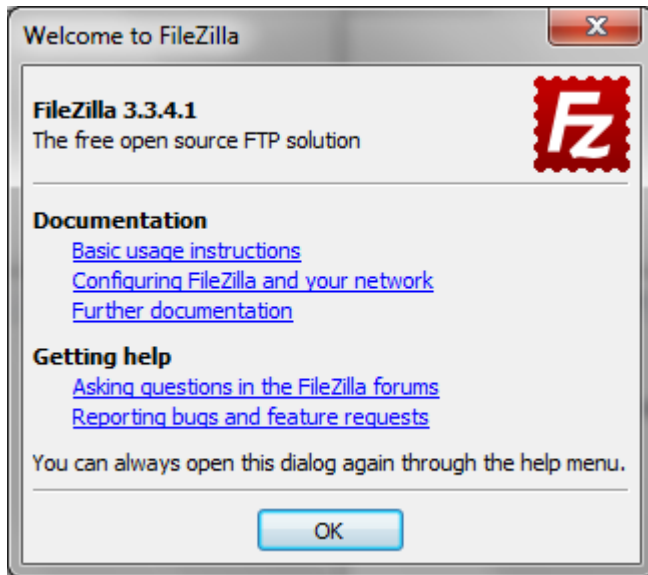 Welcome to FileZilla
FileZilla 3.3.4.1
The free open source FTP solution
Fz
Documentation
Basic usage instructions
Configuring FileZilla and your network
Further documentation
Getting help
Asking questions in the FileZilla forums
Reporting bugs and feature requests
You can always open this dialog again through the help menu.
OK